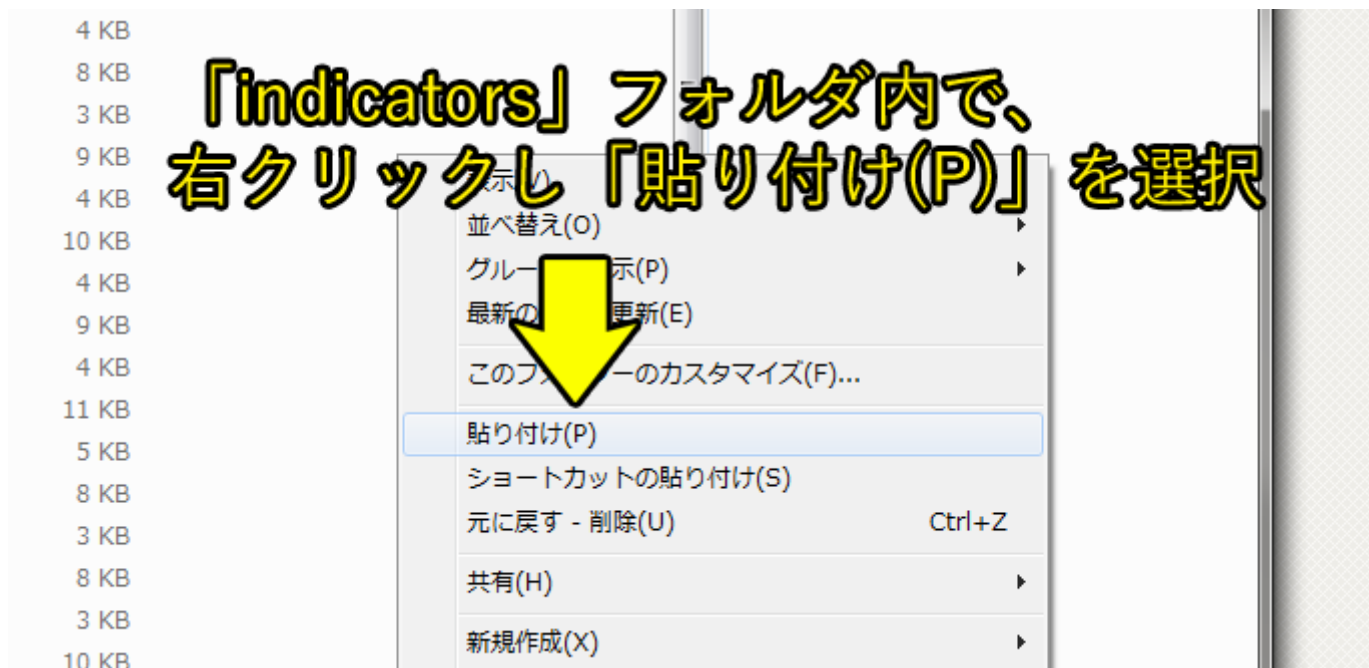 4 KB
8 KB
3 KB
9 KB
4 KB
10 KB
4 KB
9 KB
4 KB
11 KB
5 KB
8 KB
3 KB
8 KB
3 KB
10 KB
「indicators」フォルダ内で、
右クリックし「貼り付け(P)」を選択
並べ替え(O)
示(P)
最新の 更新(E)
のカスタマイズ(F)...
貼り付け(P)
ショートカットの貼り付け(S)
元に戻す - 削除(U) Ctrl+Z
共有(H)
新規作成(X)